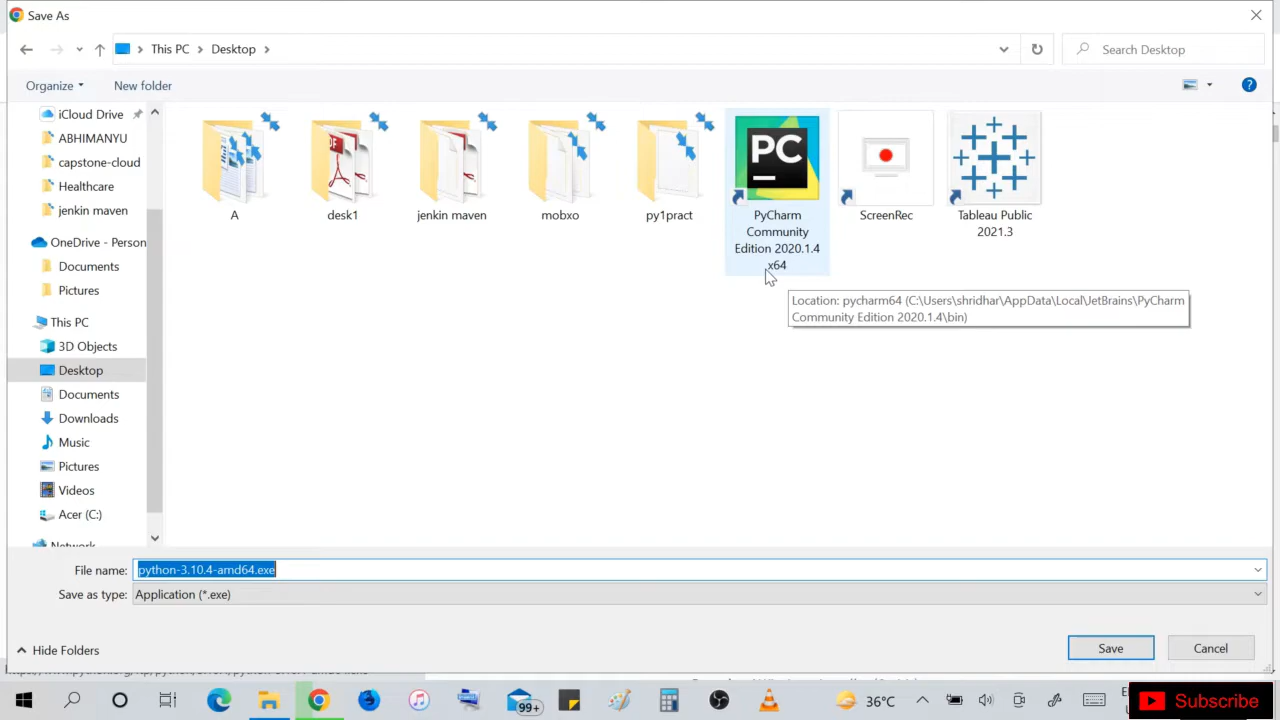 Save As
This PC
Desktop
Search Desktop
Organize
New folder
iCloud Drive
ABHIMANYU
capstone-cloud
Healthcare
jenkin maven
OneDrive - Person
Documents
Pictures
This PC
3D Objects
Desktop
Documents
Downloads
Music
Pictures
Videos
Acer (C:)
Network
A
desk1
jenkin maven
mobxo
py1pract
PC
PyCharm
Community
Edition 2020.1.4
x64
ScreenRec
Tableau Public
2021.3
Location: pycharm64 (C:\Users\shridhar\AppData\Local\JetBrains\PyCharm
Community Edition 2020.1.4\bin)
File name: python-3.10.4-amd64.exe
Save as type: Application (*.exe)
Hide Folders
Save
Cancel
99+
36°C
Subscribe